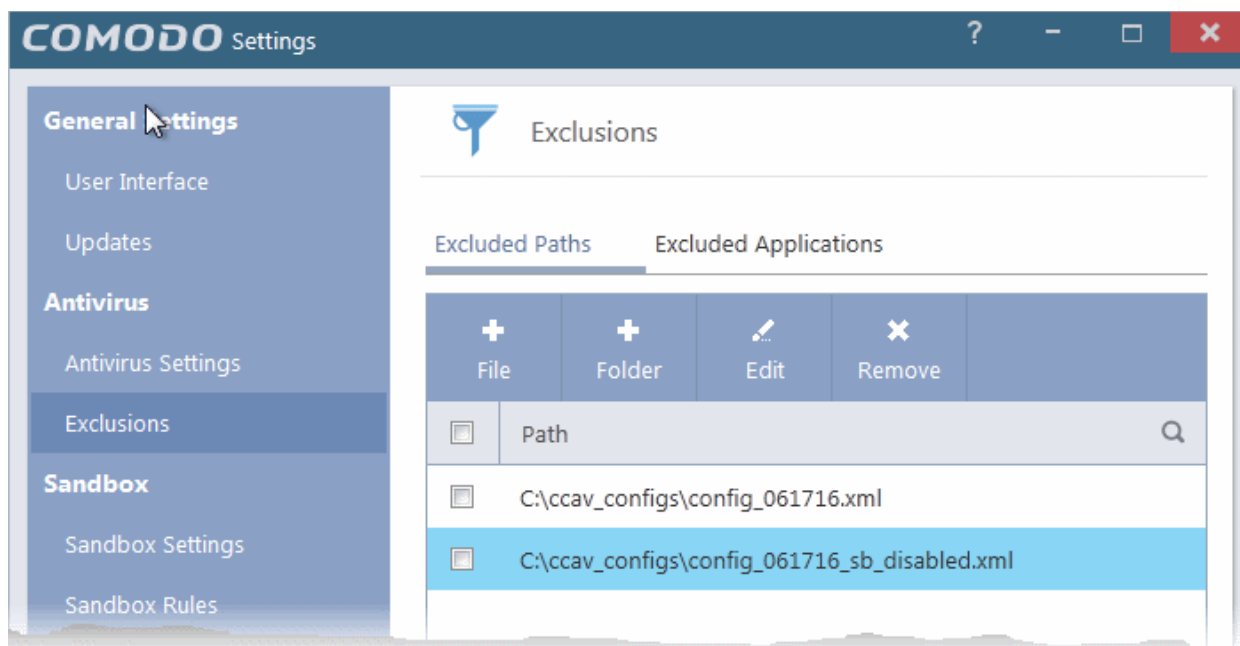 COMODO Settings
?
General Settings
User Interface
Updates
Antivirus
Antivirus Settings
Exclusions
Sandbox
Sandbox Settings
Sandbox Rules
Exclusions
Excluded Paths Excluded Applications
File Folder Edit Remove
Path
C:\ccav_configs\config_061716.xml
C:\ccav_configs\config_061716_sb_disabled.xml